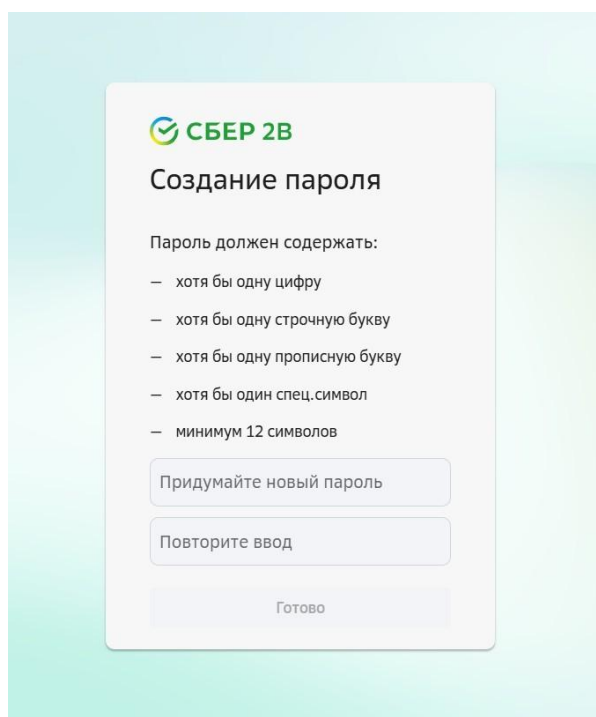 СБЕР 2B
Создание пароля
Пароль должен содержать:
— хотя бы одну цифру
— хотя бы одну строчную букву
— хотя бы одну прописную букву
— хотя бы один спец.символ
— минимум 12 символов
Придумайте новый пароль
Повторите ввод
Готово